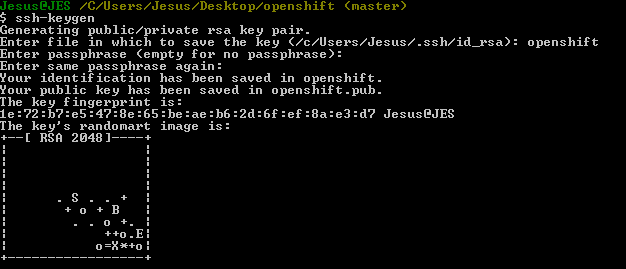 Jesus@JES /C/Users/Jesus/Desktop/openshift (master)
$ ssh-keygen
Generating public/private rsa key pair.
Enter file in which to save the key (/c/Users/Jesus/.ssh/id_rsa): openshift
Enter passphrase (empty for no passphrase):
Enter same passphrase again:
Your identification has been saved in openshift.
Your public key has been saved in openshift.pub.
The key fingerprint is:
1e:72:b7:e5:47:8e:65:be:ae:b6:2d:6f:ef:8a:e3:d7 Jesus@JES
The key's randomart image is:
+--[ RSA 2048]----+
¦                 ¦
¦                 ¦
¦                 ¦
¦                 ¦
¦      . S . . +  ¦
¦       + o + B   ¦
¦        . . o +. ¦
¦            ++o.E¦
¦           o=X*+o¦
+-----------------+